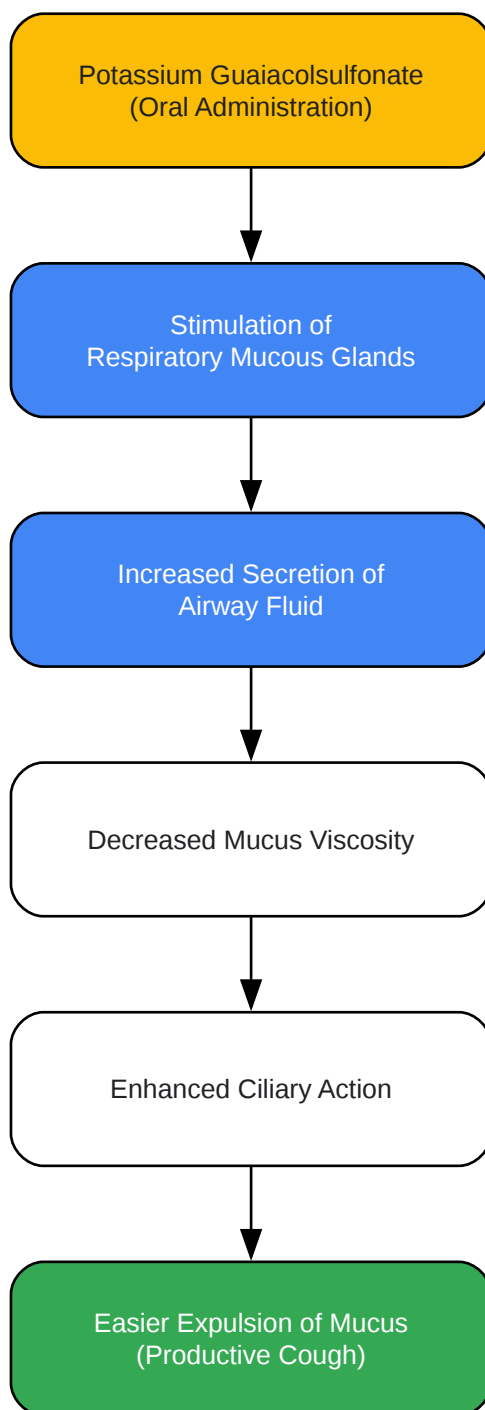 Potassium Guaiacolsulfonate
(Oral Administration)
Stimulation of
Respiratory Mucous Glands
Increased Secretion of
Airway Fluid
Decreased Mucus Viscosity
Enhanced Ciliary Action
Easier Expulsion of Mucus
(Productive Cough)